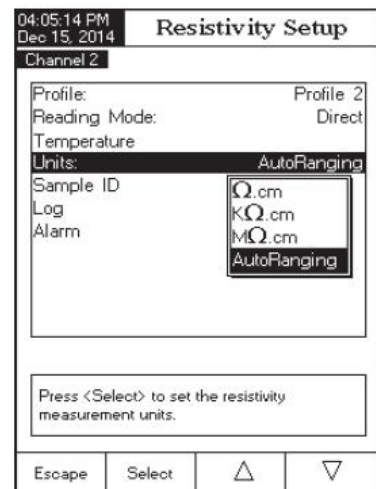 04:05:14 PM
Dec 15, 2014
Resistivity Setup
Channel 2
Profile: Profile 2
Reading Mode: Direct
Temperature
Units: AutoRanging
Sample ID
Log
Alarm
Ω.cm
KΩ.cm
MΩ.cm
AutoRanging
Press <Select> to set the resistivity
measurement units.
Escape Select △ ▽